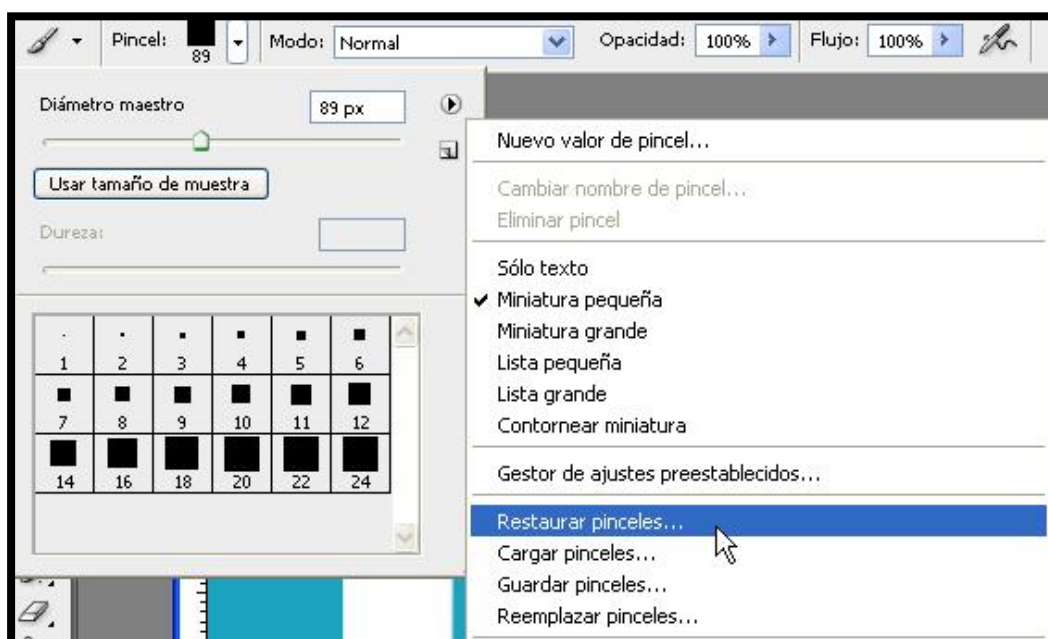 Pincel: 89 Modo: Normal Opacidad: 100% Flujo: 100%
Diámetro maestro 89 px
Usar tamaño de muestra
Dureza:
1 2 3 4 5 6
7 8 9 10 11 12
14 16 18 20 22 24
Nuevo valor de pincel...
Cambiar nombre de pincel...
Eliminar pincel
Sólo texto
Miniatura pequeña
Miniatura grande
Lista pequeña
Lista grande
Contornear miniatura
Gestor de ajustes preestablecidos...
Restaurar pinceles...
Cargar pinceles...
Guardar pinceles...
Reemplazar pinceles...